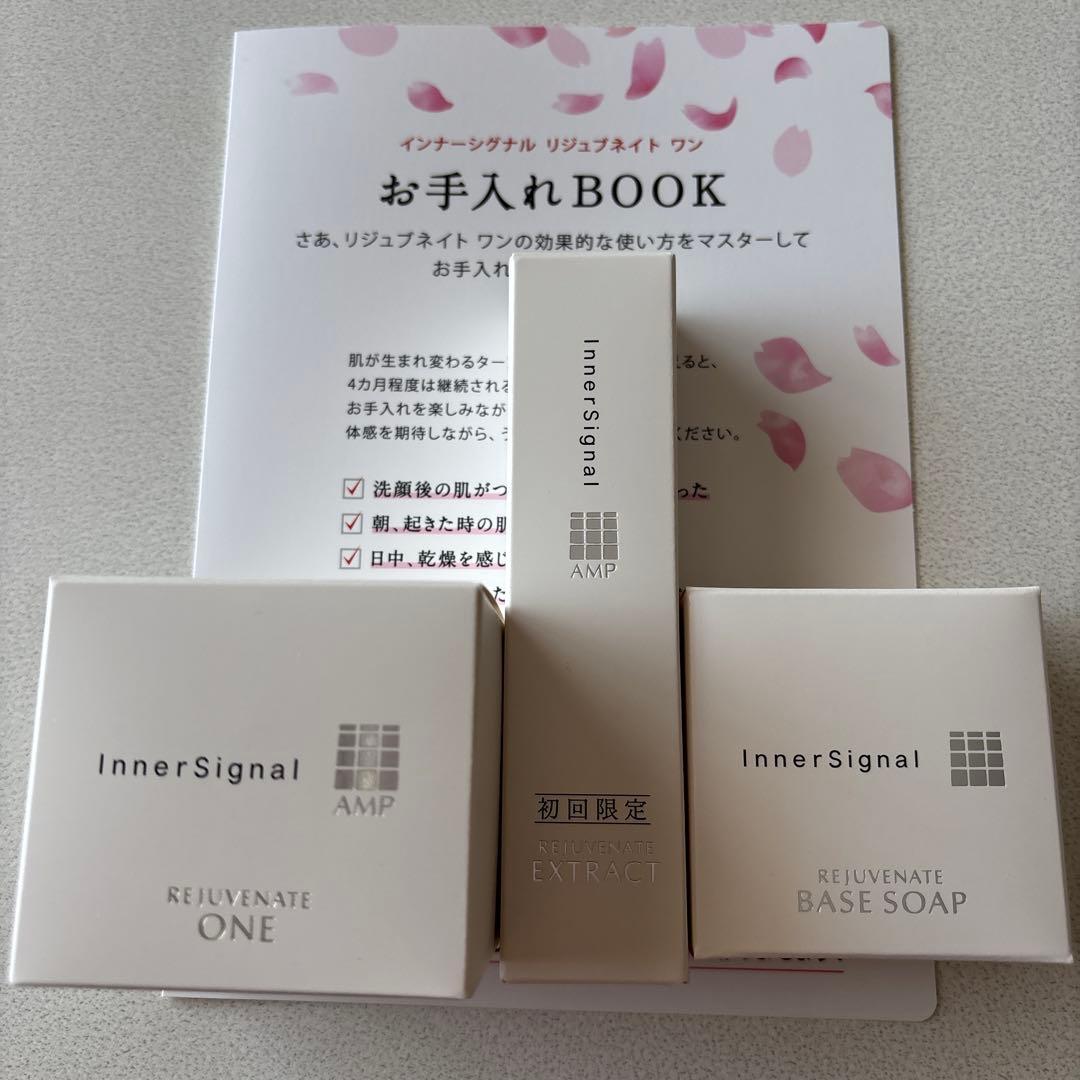 インナーシグナル リジュブネイト ワン
お手入れBOOK
さあ、リジュブネイト ワンの効果的な使い方をマスターして
お手入れ
肌が生まれ変わるター
ると、
4カ月程度は継続される
お手入れを楽しみなが
体感を期待しながら、
ください。
洗顔後の肌がつ
った
朝、起きた時の肌
日中、乾燥を感じ
た
InnerSignal
AMP
初回限定
REJUVENATE
EXTRACT
InnerSignal
AMP
REJUVENATE
ONE
InnerSignal
REJUVENATE
BASE SOAP